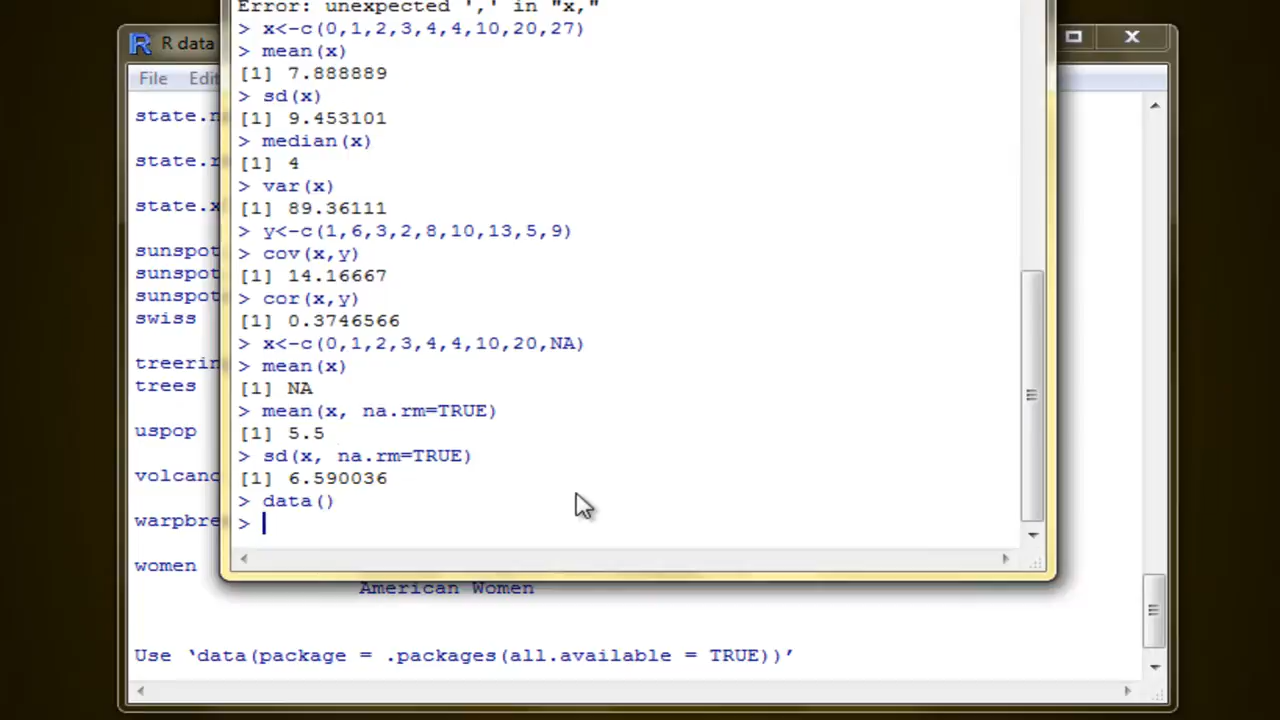 Error: unexpected ',' in "x,"
> x<-c(0,1,2,3,4,4,10,20,27)
> mean(x)
[1] 7.888889
> sd(x)
[1] 9.453101
> median(x)
[1] 4
> var(x)
[1] 89.36111
> y<-c(1,6,3,2,8,10,13,5,9)
> cov(x,y)
[1] 14.16667
> cor(x,y)
[1] 0.3746566
> x<-c(0,1,2,3,4,4,10,20,NA)
> mean(x)
[1] NA
> mean(x, na.rm=TRUE)
[1] 5.5
> sd(x, na.rm=TRUE)
[1] 6.590036
> data()
>
R data
File Edit
state.n
state.r
state.x
sunspot
sunspot
sunspot
swiss
treerin
trees
uspop
volcano
warpbre
women
American Women
Use ‘data(package = .packages(all.available = TRUE))’